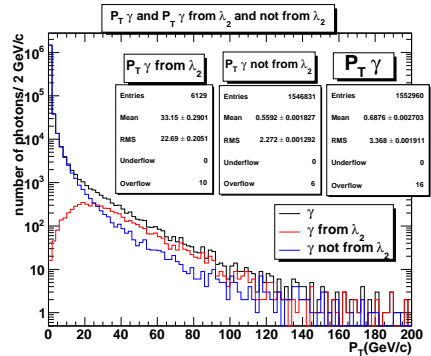 P_T γ and P_T γ from λ_2 and not from λ_2
number of photons/ 2 GeV/c
10^6
10^5
10^4
10^3
10^2
10
1
P_T γ from λ_2
Entries 6129
Mean 33.15 ± 0.2901
RMS 22.69 ± 0.2051
Underflow 0
Overflow 10
P_T γ not from λ_2
Entries 1546831
Mean 0.5592 ± 0.001827
RMS 2.272 ± 0.001292
Underflow 0
Overflow 6
P_T γ
Entries 1552960
Mean 0.6876 ± 0.002703
RMS 3.368 ± 0.001911
Underflow 0
Overflow 16
γ
γ from λ_2
γ not from λ_2
0 20 40 60 80 100 120 140 160 180 200
P_T(GeV/c)